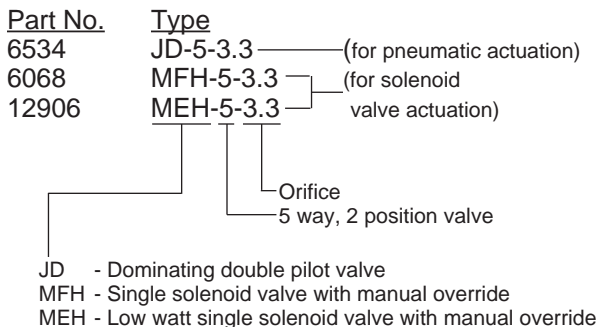 Part No. Type
6534 JD-5-3.3 (for pneumatic actuation)
6068 MFH-5-3.3 (for solenoid
12906 MEH-5-3.3 valve actuation)
Orifice
5 way, 2 position valve
JD - Dominating double pilot valve
MFH - Single solenoid valve with manual override
MEH - Low watt single solenoid valve with manual override